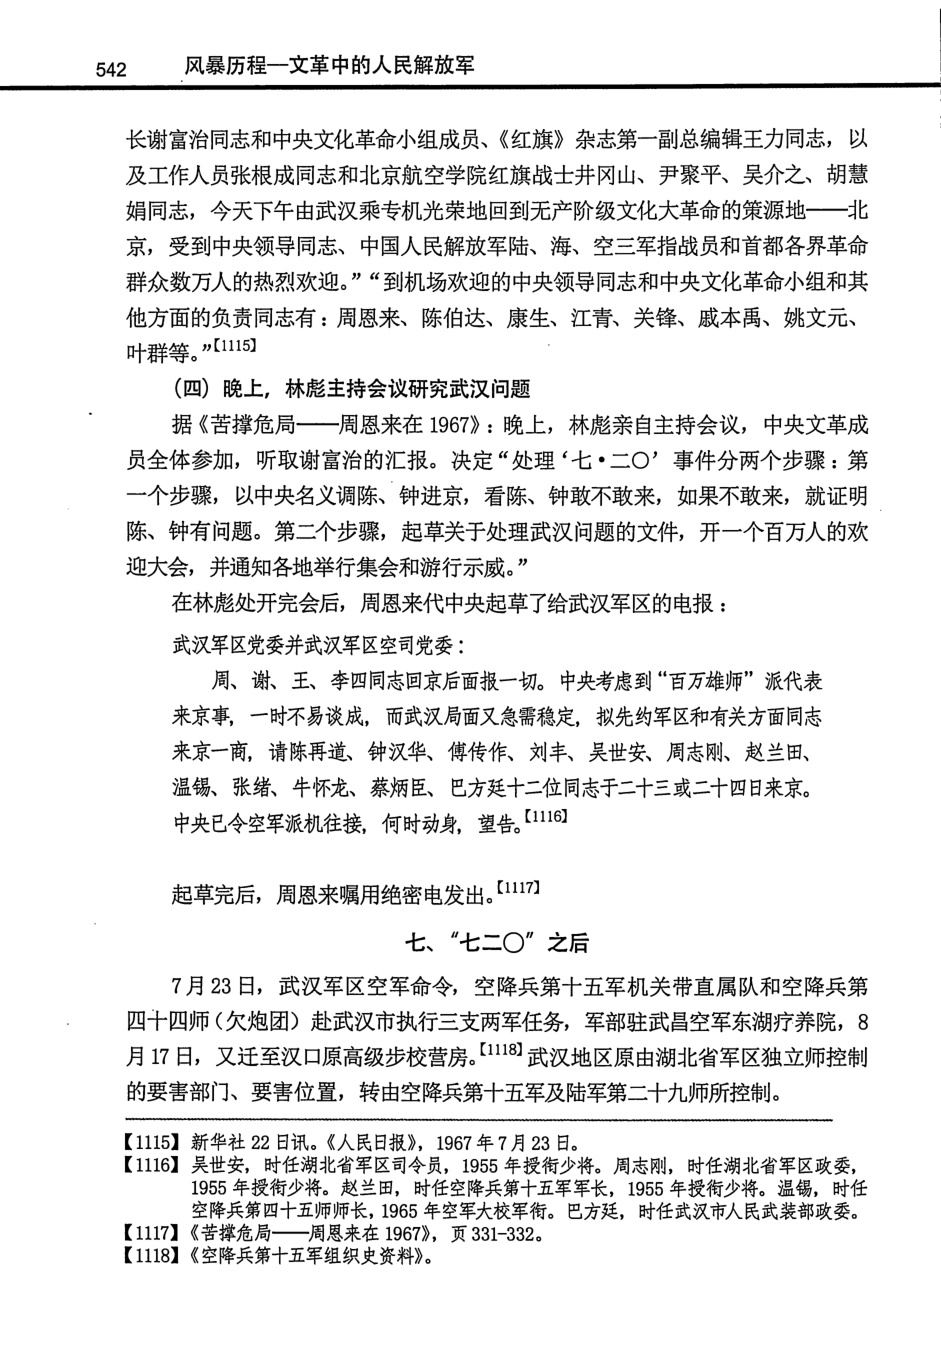 542 风暴历程—文革中的人民解放军
长谢富治同志和中央文化革命小组成员、《红旗》杂志第一副总编辑王力同志，以
及工作人员张根成同志和北京航空学院红旗战士井冈山、尹聚平、吴介之、胡慧
娟同志，今天下午由武汉乘专机光荣地回到无产阶级文化大革命的策源地——北
京，受到中央领导同志、中国人民解放军陆、海、空三军指战员和首都各界革命
群众数万人的热烈欢迎。”“到机场欢迎的中央领导同志和中央文化革命小组和其
他方面的负责同志有：周恩来、陈伯达、康生、江青、关锋、戚本禹、姚文元、
叶群等。”【1115】
（四）晚上，林彪主持会议研究武汉问题
据《苦撑危局——周恩来在 1967》：晚上，林彪亲自主持会议，中央文革成
员全体参加，听取谢富治的汇报。决定“处理‘七·二〇’事件分两个步骤：第
一个步骤，以中央名义调陈、钟进京，看陈、钟敢不敢来，如果不敢来，就证明
陈、钟有问题。第二个步骤，起草关于处理武汉问题的文件，开一个百万人的欢
迎大会，并通知各地举行集会和游行示威。”
在林彪处开完会后，周恩来代中央起草了给武汉军区的电报：
武汉军区党委并武汉军区空司党委：
周、谢、王、李四同志回京后面报一切。中央考虑到“百万雄师”派代表
来京事，一时不易谈成，而武汉局面又急需稳定，拟先约军区和有关方面同志
来京一商，请陈再道、钟汉华、傅传作、刘丰、吴世安、周志刚、赵兰田、
温锡、张绪、牛怀龙、蔡炳臣、巴方廷十二位同志于二十三或二十四日来京。
中央已令空军派机往接，何时动身，望告。【1116】
起草完后，周恩来嘱用绝密电发出。【1117】
七、“七二〇”之后
7 月 23 日，武汉军区空军命令，空降兵第十五军机关带直属队和空降兵第
四十四师（欠炮团）赴武汉市执行三支两军任务，军部驻武昌空军东湖疗养院，8
月 17 日，又迁至汉口原高级步校营房。【1118】武汉地区原由湖北省军区独立师控制
的要害部门、要害位置，转由空降兵第十五军及陆军第二十九师所控制。
【1115】新华社 22 日讯。《人民日报》，1967 年 7 月 23 日。
【1116】吴世安，时任湖北省军区司令员，1955 年授衔少将。周志刚，时任湖北省军区政委，
1955 年授衔少将。赵兰田，时任空降兵第十五军军长，1955 年授衔少将。温锡，时任
空降兵第四十五师师长，1965 年空军大校军衔。巴方廷，时任武汉市人民武装部政委。
【1117】《苦撑危局——周恩来在 1967》，页 331-332。
【1118】《空降兵第十五军组织史资料》。